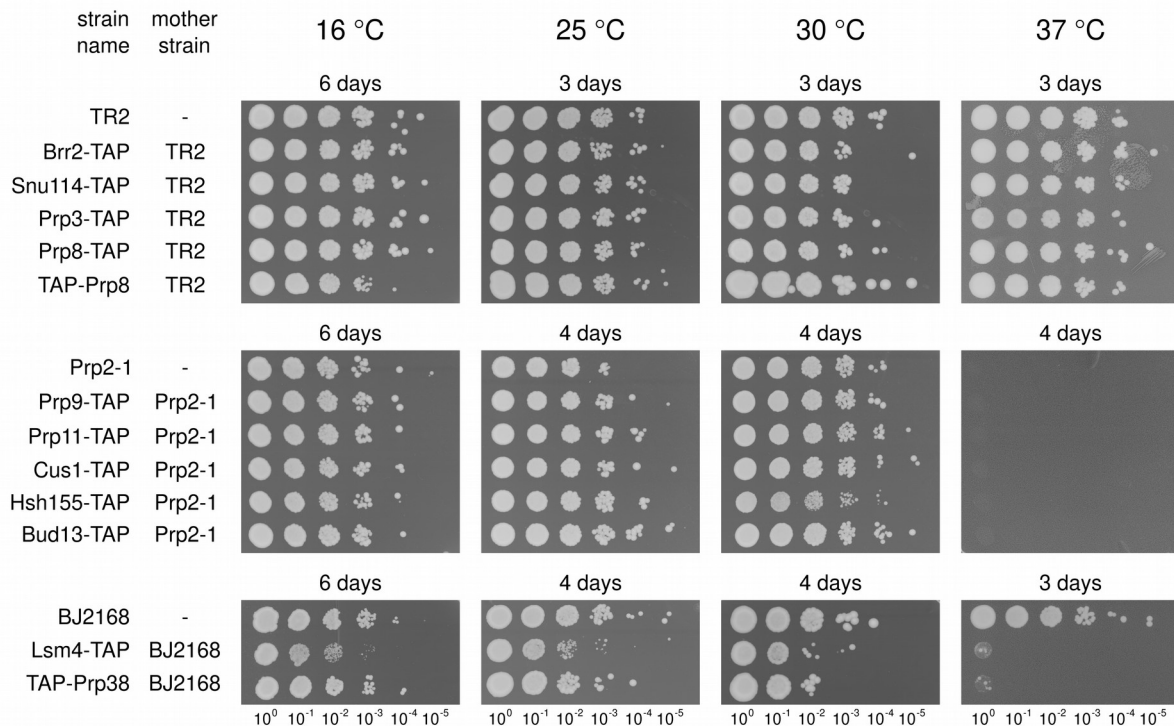 strain mother
name strain
16 °C 25 °C 30 °C 37 °C
6 days 3 days 3 days 3 days
TR2 -
Brr2-TAP TR2
Snu114-TAP TR2
Prp3-TAP TR2
Prp8-TAP TR2
TAP-Prp8 TR2
6 days 4 days 4 days 4 days
Prp2-1 -
Prp9-TAP Prp2-1
Prp11-TAP Prp2-1
Cus1-TAP Prp2-1
Hsh155-TAP Prp2-1
Bud13-TAP Prp2-1
6 days 4 days 4 days 3 days
BJ2168 -
Lsm4-TAP BJ2168
TAP-Prp38 BJ2168
10⁰ 10⁻¹ 10⁻² 10⁻³ 10⁻⁴ 10⁻⁵ 10⁰ 10⁻¹ 10⁻² 10⁻³ 10⁻⁴ 10⁻⁵ 10⁰ 10⁻¹ 10⁻² 10⁻³ 10⁻⁴ 10⁻⁵ 10⁰ 10⁻¹ 10⁻² 10⁻³ 10⁻⁴ 10⁻⁵